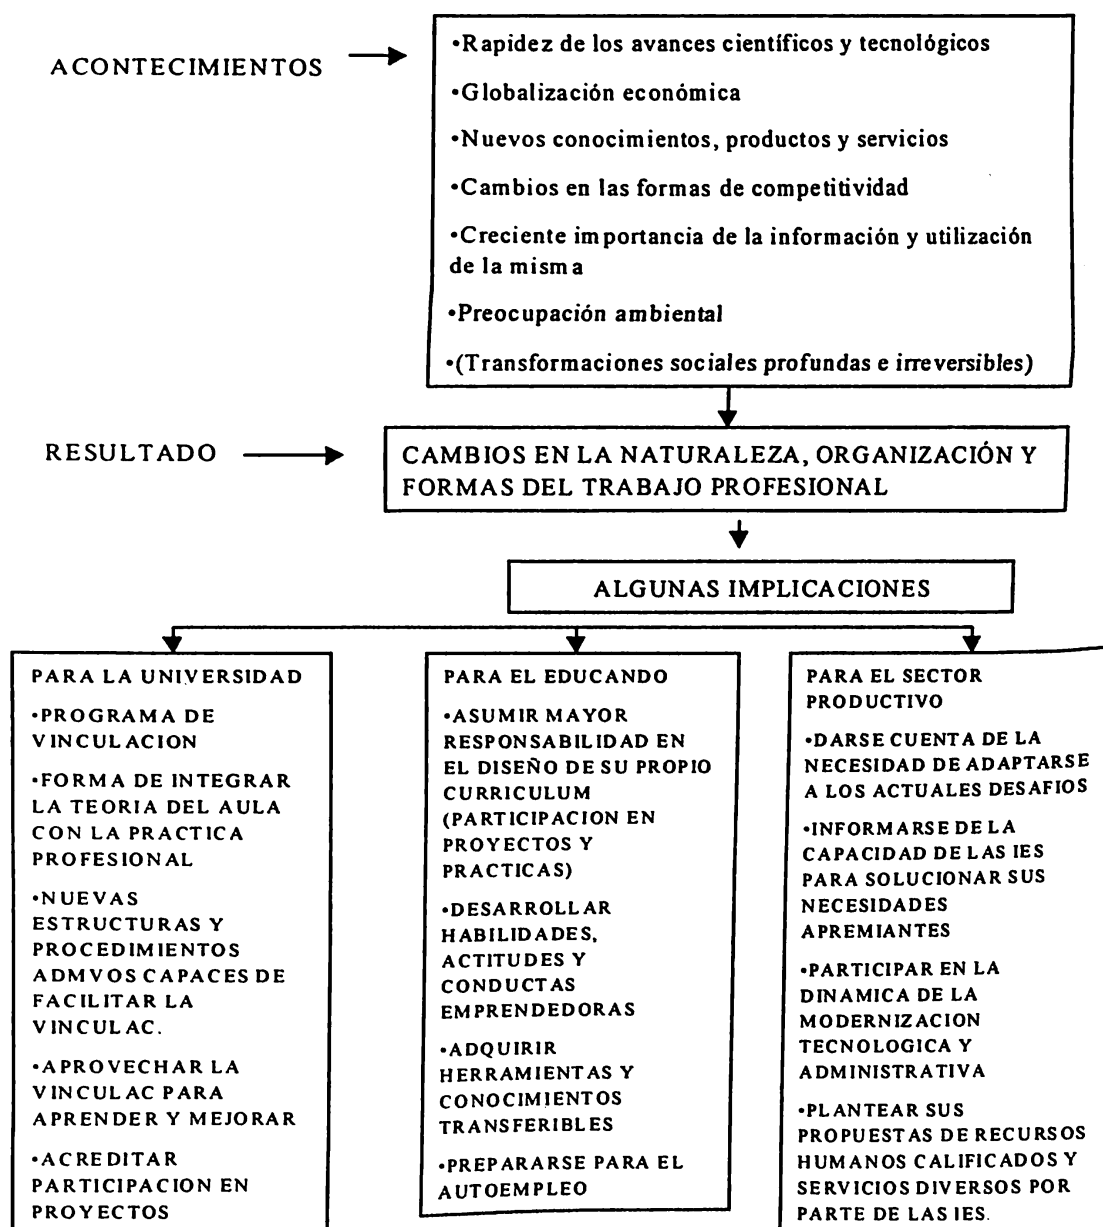 ACONTECIMIENTOS
•Rapidez de los avances científicos y tecnológicos
•Globalización económica
•Nuevos conocimientos, productos y servicios
•Cambios en las formas de competitividad
•Creciente importancia de la información y utilización
de la misma
•Preocupación ambiental
•(Transformaciones sociales profundas e irreversibles)
RESULTADO
CAMBIOS EN LA NATURALEZA, ORGANIZACIÓN Y
FORMAS DEL TRABAJO PROFESIONAL
ALGUNAS IMPLICACIONES
PARA LA UNIVERSIDAD
•PROGRAMA DE
VINCULACION
•FORMA DE INTEGRAR
LA TEORIA DEL AULA
CON LA PRACTICA
PROFESIONAL
•NUEVAS
ESTRUCTURAS Y
PROCEDIMIENTOS
ADMVOS CAPACES DE
FACILITAR LA
VINCULAC.
•APROVECHAR LA
VINCULAC PARA
APRENDER Y MEJORAR
•ACREDITAR
PARTICIPACION EN
PROYECTOS
PARA EL EDUCANDO
•ASUMIR MAYOR
RESPONSABILIDAD EN
EL DISEÑO DE SU PROPIO
CURRICULUM
(PARTICIPACION EN
PROYECTOS Y
PRACTICAS)
•DESARROLLAR
HABILIDADES,
ACTITUDES Y
CONDUCTAS
EMPRENDEDORAS
•ADQUIRIR
HERRAMIENTAS Y
CONOCIMIENTOS
TRANSFERIBLES
•PREPARARSE PARA EL
AUTOEMPLEO
PARA EL SECTOR
PRODUCTIVO
•DARSE CUENTA DE LA
NECESIDAD DE ADAPTARSE
A LOS ACTUALES DESAFIOS
•INFORMARSE DE LA
CAPACIDAD DE LAS IES
PARA SOLUCIONAR SUS
NECESIDADES
APREMIANTES
•PARTICIPAR EN LA
DINAMICA DE LA
MODERNIZACION
TECNOLOGICA Y
ADMINISTRATIVA
•PLANTEAR SUS
PROPUESTAS DE RECURSOS
HUMANOS CALIFICADOS Y
SERVICIOS DIVERSOS POR
PARTE DE LAS IES.